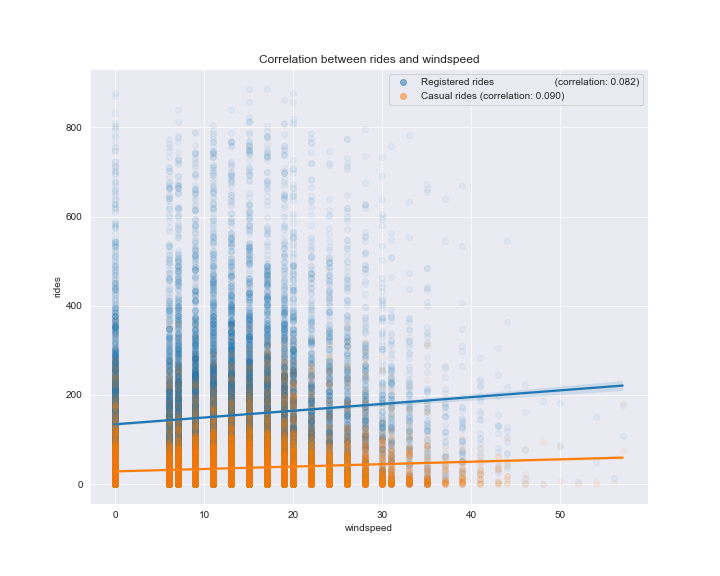 Correlation between rides and windspeed
Registered rides (correlation: 0.082)
Casual rides (correlation: 0.090)
800
600
400
200
0
rides
0 10 20 30 40 50
windspeed